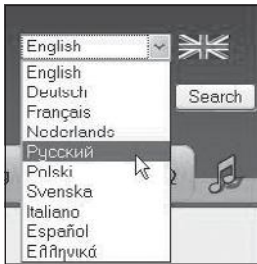 English
English
Deutsch
Search
Français
Nederlands
Русский
Polski
Svenska
Italiano
Español
Ελληνικά